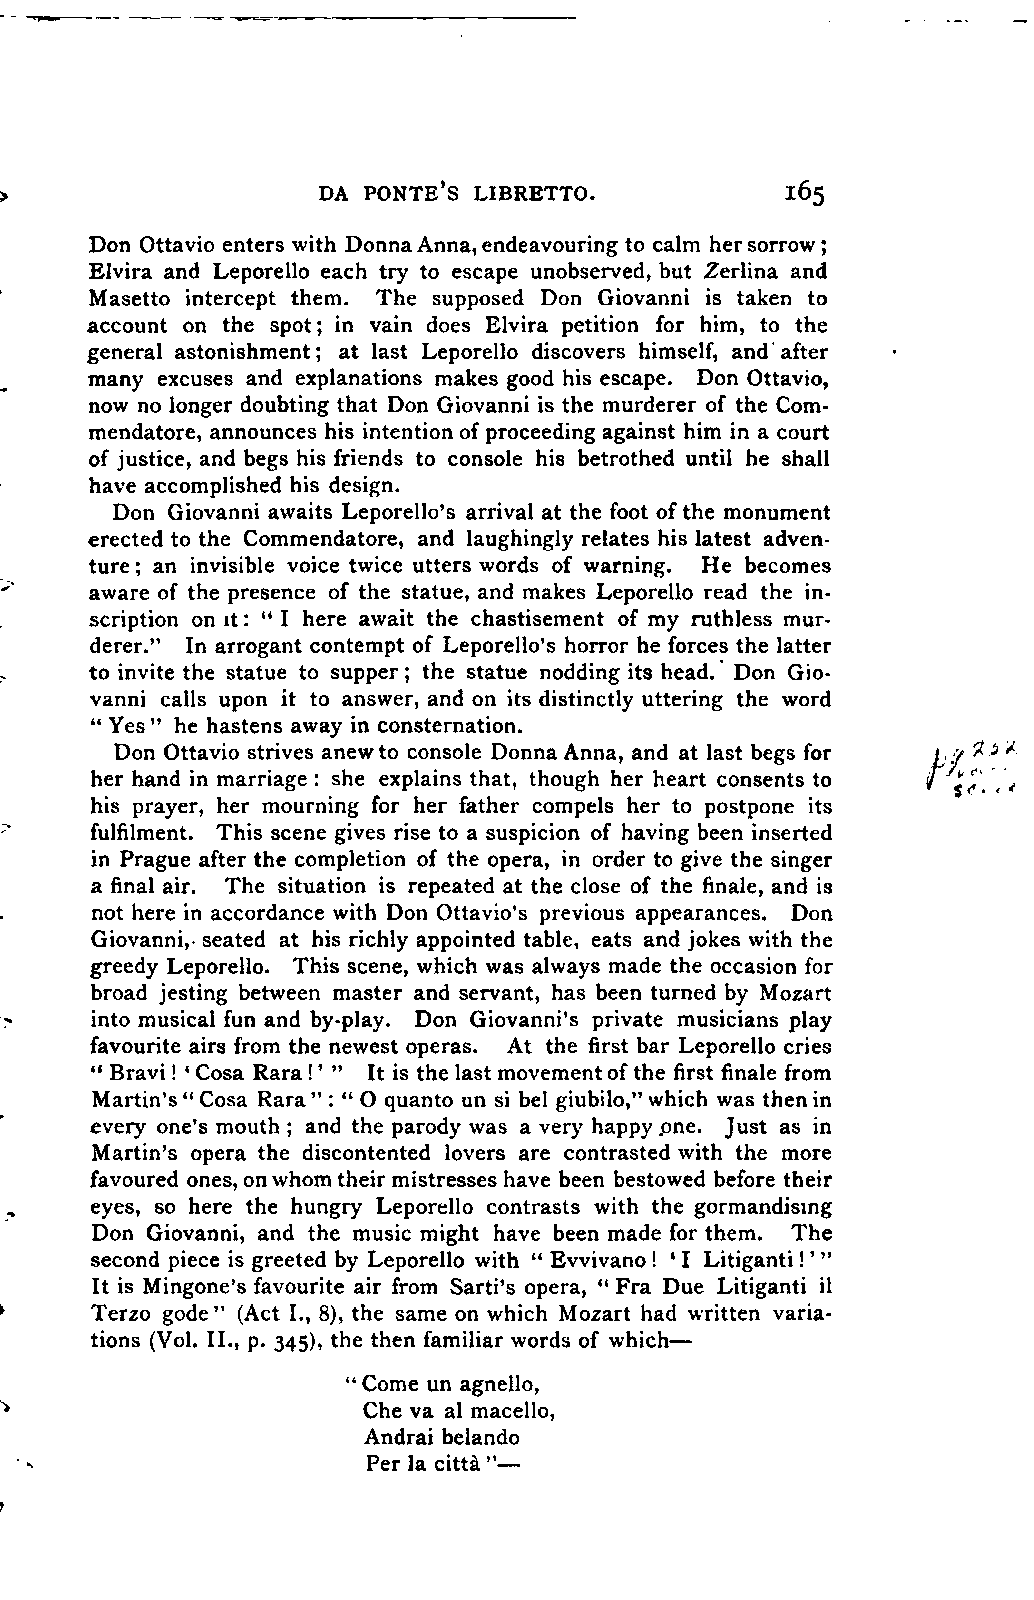 DA PONTE'S LIBRETTO. 165
Don Ottavio enters with Donna Anna, endeavouring to calm her sorrow;
Elvira and Leporello each try to escape unobserved, but Zerlina and
Masetto intercept them. The supposed Don Giovanni is taken to
account on the spot; in vain does Elvira petition for him, to the
general astonishment; at last Leporello discovers himself, and after
many excuses and explanations makes good his escape. Don Ottavio,
now no longer doubting that Don Giovanni is the murderer of the Com-
mendatore, announces his intention of proceeding against him in a court
of justice, and begs his friends to console his betrothed until he shall
have accomplished his design.
Don Giovanni awaits Leporello's arrival at the foot of the monument
erected to the Commendatore, and laughingly relates his latest adven-
ture; an invisible voice twice utters words of warning. He becomes
aware of the presence of the statue, and makes Leporello read the in-
scription on it: "I here await the chastisement of my ruthless mur-
derer." In arrogant contempt of Leporello's horror he forces the latter
to invite the statue to supper; the statue nodding its head. Don Gio-
vanni calls upon it to answer, and on its distinctly uttering the word
"Yes" he hastens away in consternation.
Don Ottavio strives anew to console Donna Anna, and at last begs for
her hand in marriage: she explains that, though her heart consents to
his prayer, her mourning for her father compels her to postpone its
fulfilment. This scene gives rise to a suspicion of having been inserted
in Prague after the completion of the opera, in order to give the singer
a final air. The situation is repeated at the close of the finale, and is
not here in accordance with Don Ottavio's previous appearances. Don
Giovanni, seated at his richly appointed table, eats and jokes with the
greedy Leporello. This scene, which was always made the occasion for
broad jesting between master and servant, has been turned by Mozart
into musical fun and by-play. Don Giovanni's private musicians play
favourite airs from the newest operas. At the first bar Leporello cries
"Bravi! 'Cosa Rara!'" It is the last movement of the first finale from
Martin's "Cosa Rara": "O quanto un si bel giubilo," which was then in
every one's mouth; and the parody was a very happy one. Just as in
Martin's opera the discontented lovers are contrasted with the more
favoured ones, on whom their mistresses have been bestowed before their
eyes, so here the hungry Leporello contrasts with the gormandising
Don Giovanni, and the music might have been made for them. The
second piece is greeted by Leporello with "Evvivano! 'I Litiganti!'"
It is Mingone's favourite air from Sarti's opera, "Fra Due Litiganti il
Terzo gode" (Act I., 8), the same on which Mozart had written varia-
tions (Vol. II., p. 345), the then familiar words of which—
"Come un agnello,
Che va al macello,
Andrai belando
Per la città"—